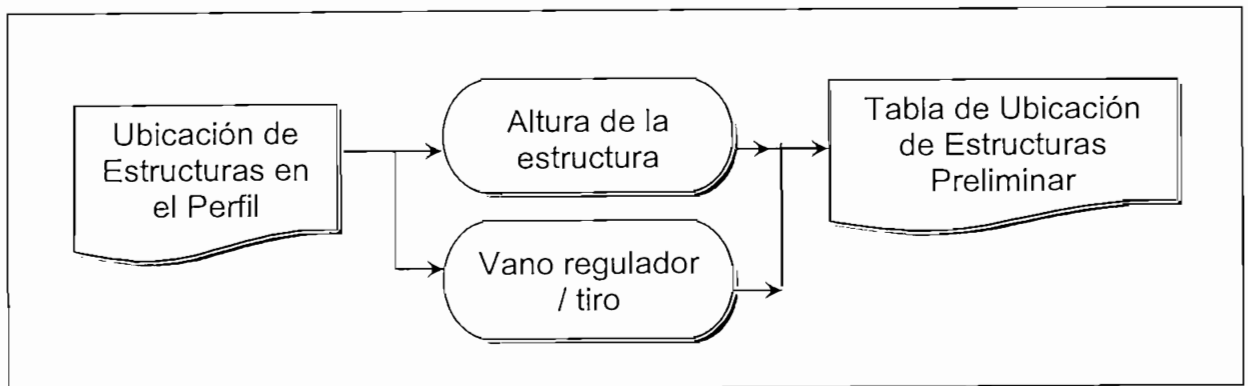 Ubicación de
Estructuras en
el Perfil
Altura de la
estructura
Vano regulador
/ tiro
Tabla de Ubicación
de Estructuras
Preliminar